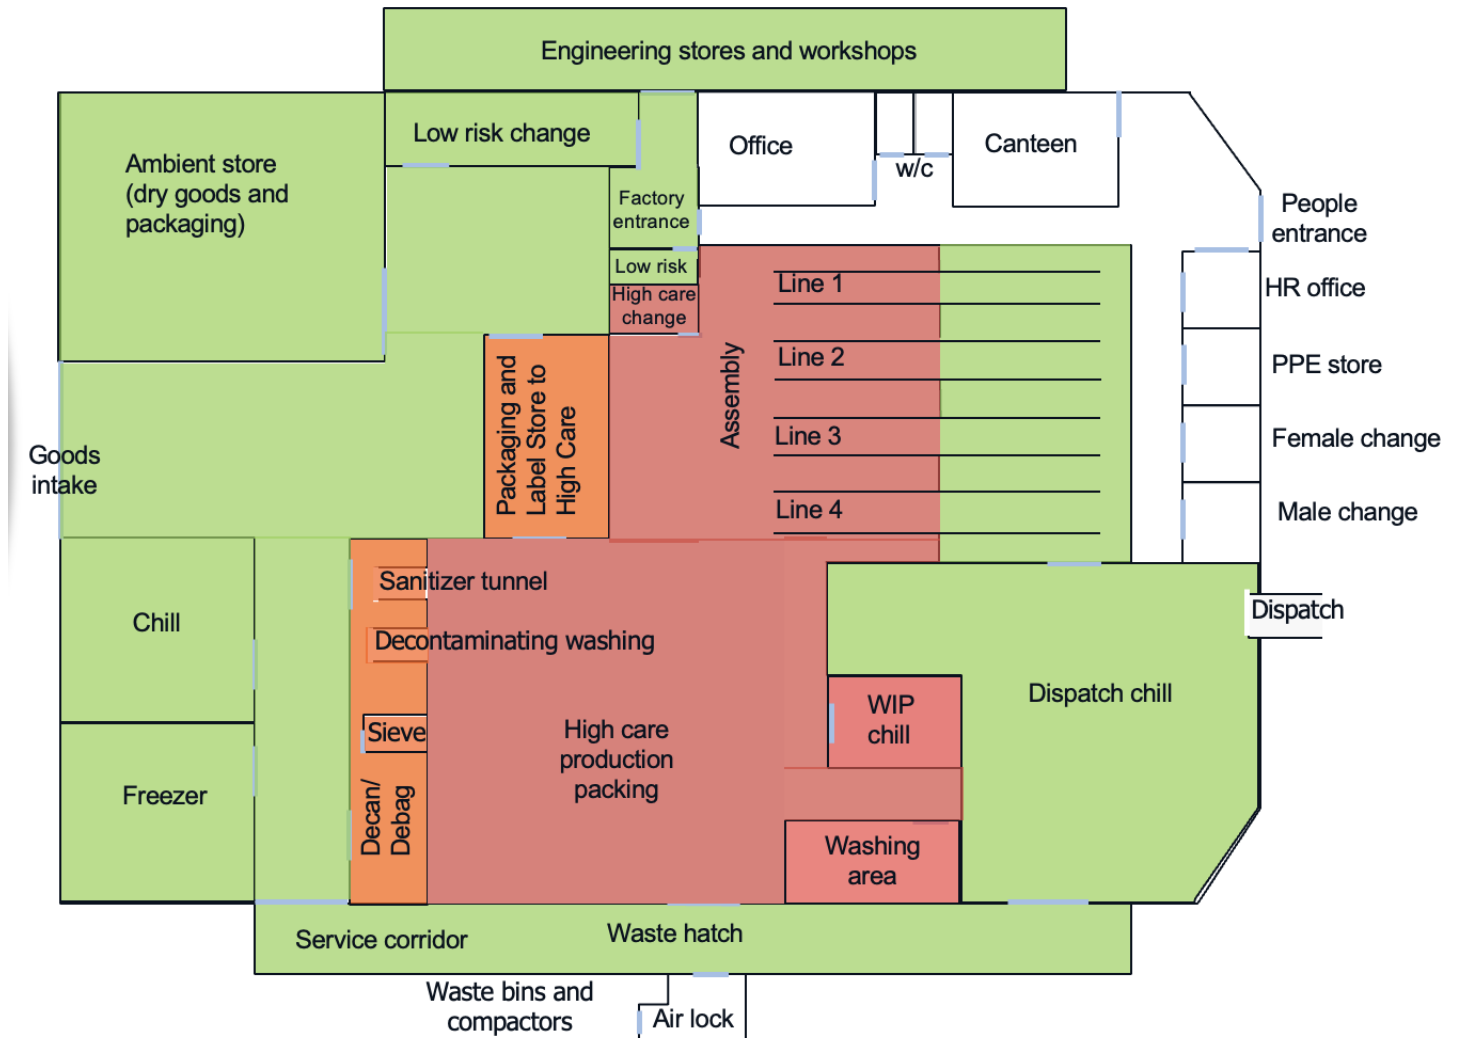 Engineering stores and workshops
Low risk change
Ambient store
(dry goods and
packaging)
Office
w/c
Canteen
Factory
entrance
People
entrance
Low risk
High care
change
Line 1
HR office
Assembly
Line 2
PPE store
Packaging and
Label Store to
High Care
Line 3
Female change
Goods
intake
Line 4
Male change
Sanitizer tunnel
Dispatch
Chill
Decontaminating washing
Dispatch chill
WIP
chill
Sieve
High care
production
packing
Freezer
Decan/
Debag
Washing
area
Service corridor
Waste hatch
Waste bins and
compactors
Air lock